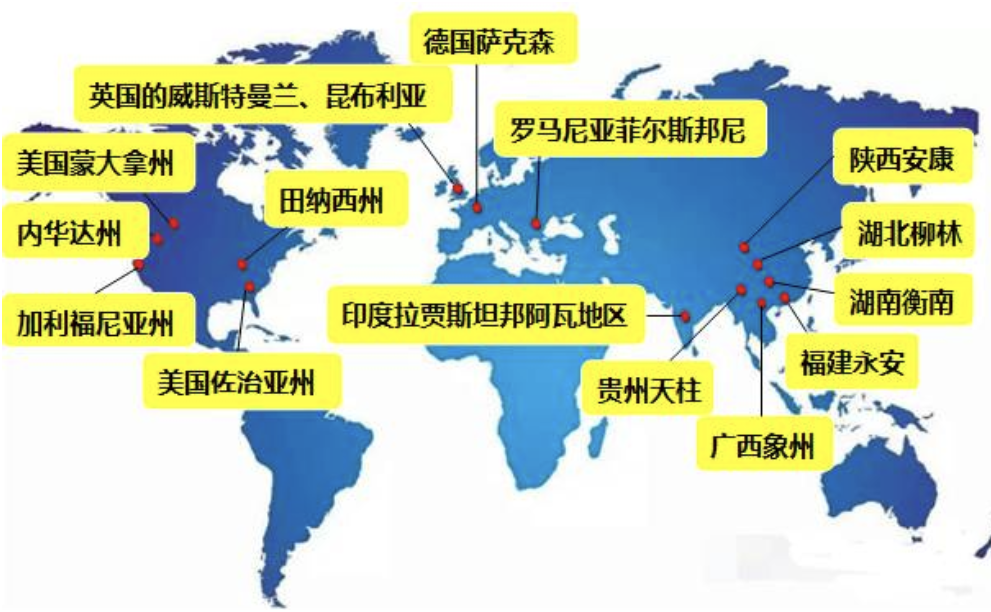 德国萨克森
英国的威斯特曼兰、昆布利亚
罗马尼亚菲尔斯邦尼
美国蒙大拿州
陕西安康
田纳西州
内华达州
湖北柳林
加利福尼亚州
印度拉贾斯坦邦阿瓦地区
湖南衡南
美国佐治亚州
贵州天柱
福建永安
广西象州